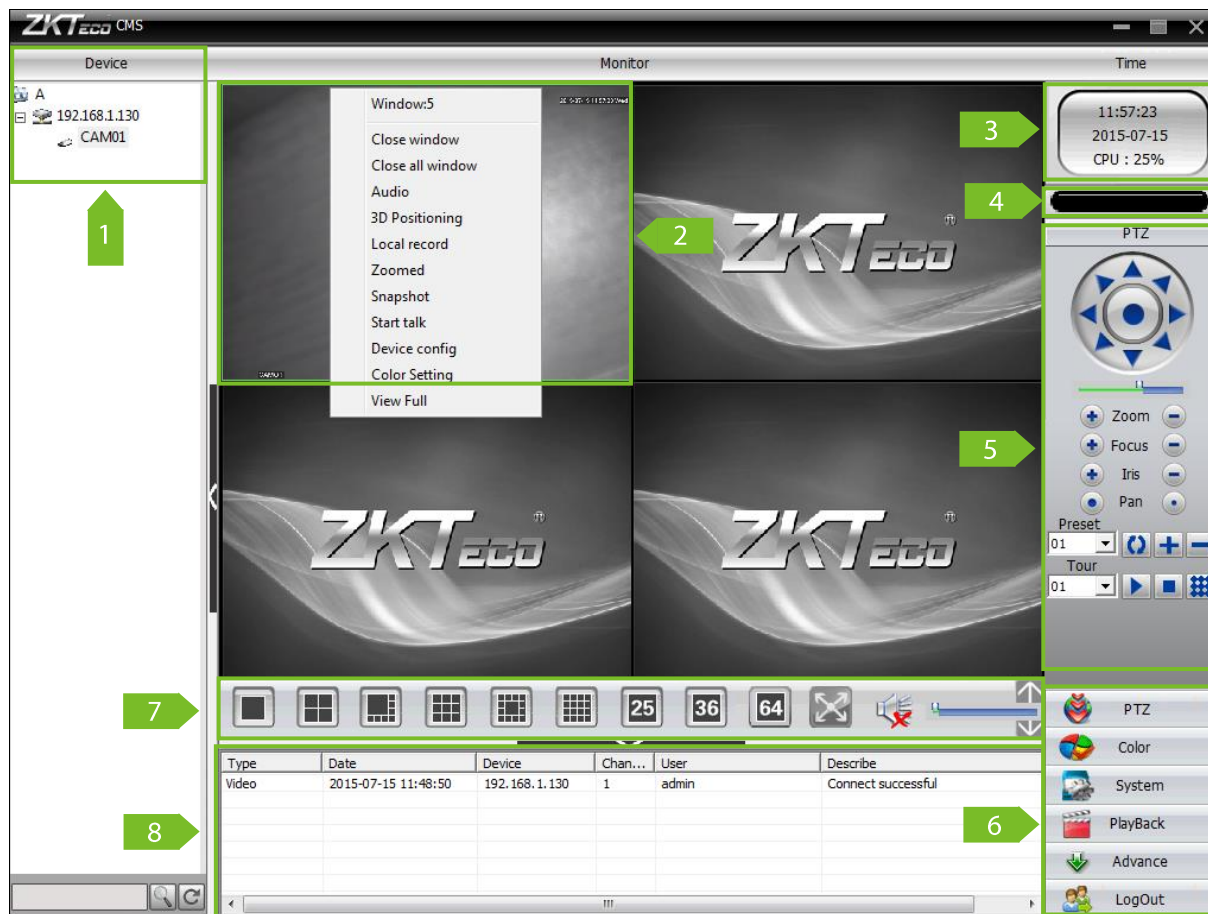 ZKTeco CMS
Device
Monitor
Time
A
192.168.1.130
CAM01
1
Window:5
Close window
Close all window
Audio
3D Positioning
Local record
Zoomed
Snapshot
Start talk
Device config
Color Setting
View Full
CAM01
2
ZKTeco
ZKTeco
ZKTeco
3
11:57:23
2015-07-15
CPU : 25%
4
PTZ
5
Zoom
Focus
Iris
Pan
Preset
01
Tour
01
7
25
36
64
8
Type Date Device Chan... User Describe
Video 2015-07-15 11:48:50 192.168.1.130 1 admin Connect successful
6
PTZ
Color
System
PlayBack
Advance
LogOut